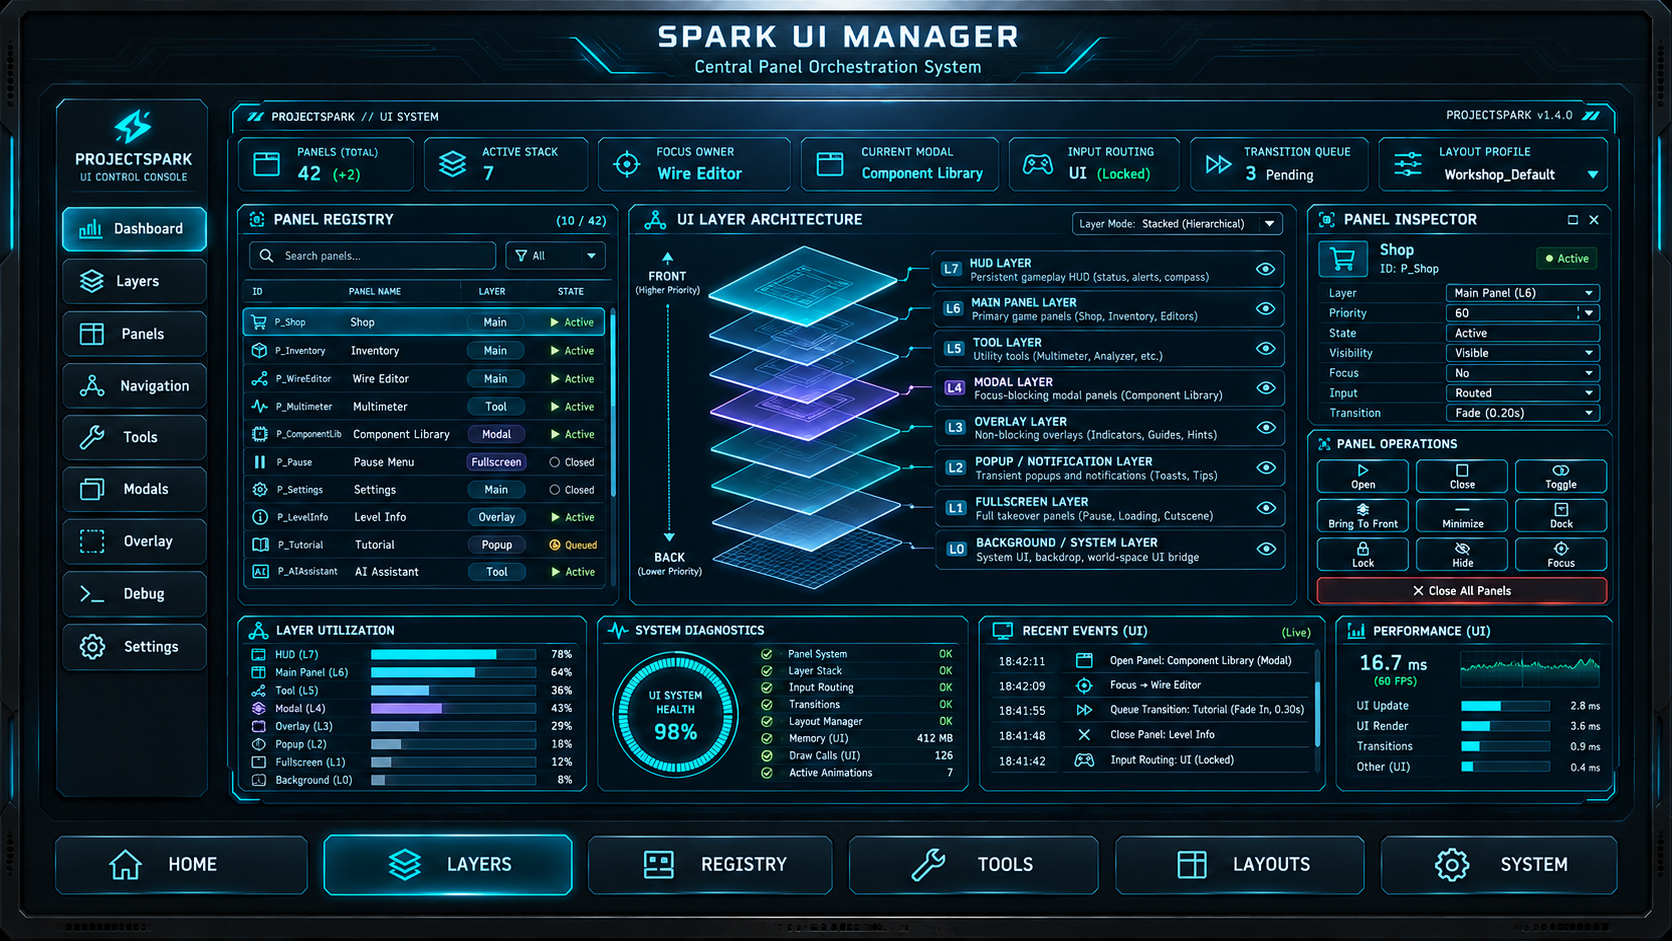 SPARK UI MANAGER
Central Panel Orchestration System
PROJECTSPARK
UI CONTROL CONSOLE
Dashboard
Layers
Panels
Navigation
Tools
Modals
Overlay
Debug
Settings
PROJECTSPARK // UI SYSTEM
PROJECTSPARK v1.4.0
PANELS (TOTAL)
42 (+2)
ACTIVE STACK
7
FOCUS OWNER
Wire Editor
CURRENT MODAL
Component Library
INPUT ROUTING
UI (Locked)
TRANSITION QUEUE
3 Pending
LAYOUT PROFILE
Workshop_Default
PANEL REGISTRY (10 / 42)
Search panels...
All
ID PANEL NAME LAYER STATE
P_Shop Shop Main Active
P_Inventory Inventory Main Active
P_WireEditor Wire Editor Main Active
P_Multimeter Multimeter Tool Active
P_ComponentLib Component Library Modal Active
P_Pause Pause Menu Fullscreen Closed
P_Settings Settings Main Closed
P_LevelInfo Level Info Overlay Active
P_Tutorial Tutorial Popup Queued
AI P_AIAssistant AI Assistant Tool Active
UI LAYER ARCHITECTURE
Layer Mode: Stacked (Hierarchical)
FRONT
(Higher Priority)
BACK
(Lower Priority)
L7 HUD LAYER
Persistent gameplay HUD (status, alerts, compass)
L6 MAIN PANEL LAYER
Primary game panels (Shop, Inventory, Editors)
L5 TOOL LAYER
Utility tools (Multimeter, Analyzer, etc.)
L4 MODAL LAYER
Focus-blocking modal panels (Component Library)
L3 OVERLAY LAYER
Non-blocking overlays (Indicators, Guides, Hints)
L2 POPUP / NOTIFICATION LAYER
Transient popups and notifications (Toasts, Tips)
L1 FULLSCREEN LAYER
Full takeover panels (Pause, Loading, Cutscene)
L0 BACKGROUND / SYSTEM LAYER
System UI, backdrop, world-space UI bridge
PANEL INSPECTOR
Shop
ID: P_Shop
Active
Layer Main Panel (L6)
Priority 60
State Active
Visibility Visible
Focus No
Input Routed
Transition Fade (0.20s)
PANEL OPERATIONS
Open
Close
Toggle
Bring To Front
Minimize
Dock
Lock
Hide
Focus
Close All Panels
LAYER UTILIZATION
HUD (L7) 78%
Main Panel (L6) 64%
Tool (L5) 36%
Modal (L4) 43%
Overlay (L3) 29%
Popup (L2) 18%
Fullscreen (L1) 12%
Background (L0) 8%
SYSTEM DIAGNOSTICS
UI SYSTEM
HEALTH
98%
Panel System OK
Layer Stack OK
Input Routing OK
Transitions OK
Layout Manager OK
Memory (UI) 412 MB
Draw Calls (UI) 126
Active Animations 7
RECENT EVENTS (UI) (Live)
18:42:11 Open Panel: Component Library (Modal)
18:42:09 Focus → Wire Editor
18:41:55 Queue Transition: Tutorial (Fade In, 0.30s)
18:41:48 Close Panel: Level Info
18:41:42 Input Routing: UI (Locked)
PERFORMANCE (UI)
16.7 ms
(60 FPS)
UI Update 2.8 ms
UI Render 3.6 ms
Transitions 0.9 ms
Other (UI) 0.4 ms
HOME
LAYERS
REGISTRY
TOOLS
LAYOUTS
SYSTEM